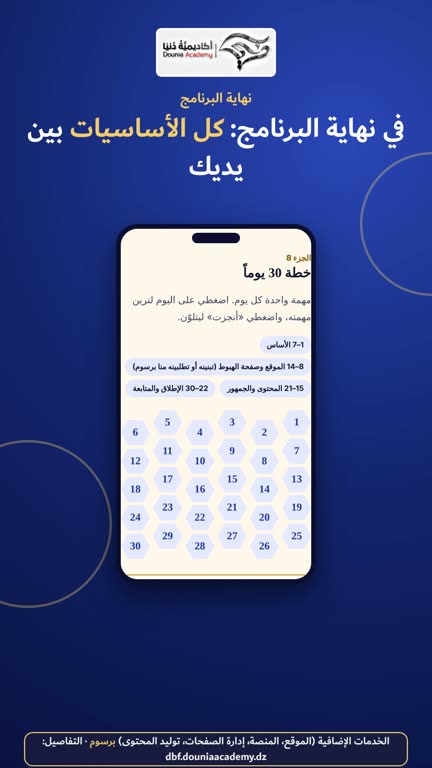 أكاديميّة دُنيَا
Dounia Academy
نهاية البرنامج
في نهاية البرنامج: كل الأساسيات بين
يديك
الجزء 8
خطة 30 يوماً
مهمة واحدة كل يوم. اضغطي على اليوم لترين
مهمته، واضغطي «أنجزت» ليتلوّن.
1–7 الأساس
8–14 الموقع وصفحة الهبوط (تبنينه أو تطلبينه منا برسوم)
15–21 المحتوى والجمهور
22–30 الإطلاق والمتابعة
1 2 3 4 5 6
7 8 9 10 11 12
13 14 15 16 17 18
19 20 21 22 23 24
25 26 27 28 29 30
الخدمات الإضافية (الموقع، المنصة، إدارة الصفحات، توليد المحتوى) برسوم · التفاصيل:
dbf.douniaacademy.dz